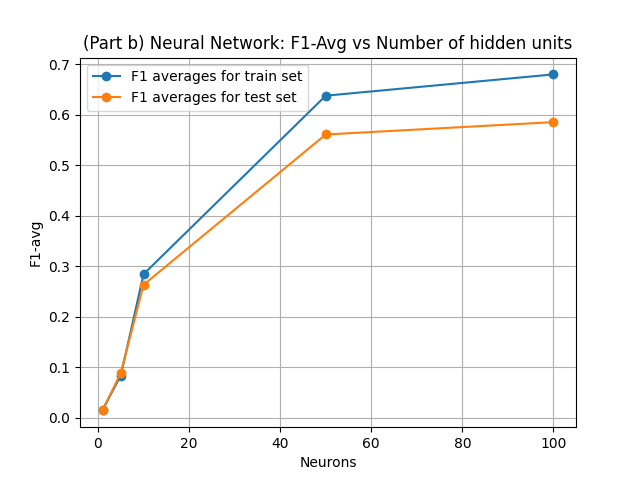 (Part b) Neural Network: F1-Avg vs Number of hidden units
F1 averages for train set
F1 averages for test set
F1-avg
0.7
0.6
0.5
0.4
0.3
0.2
0.1
0.0
0 20 40 60 80 100
Neurons